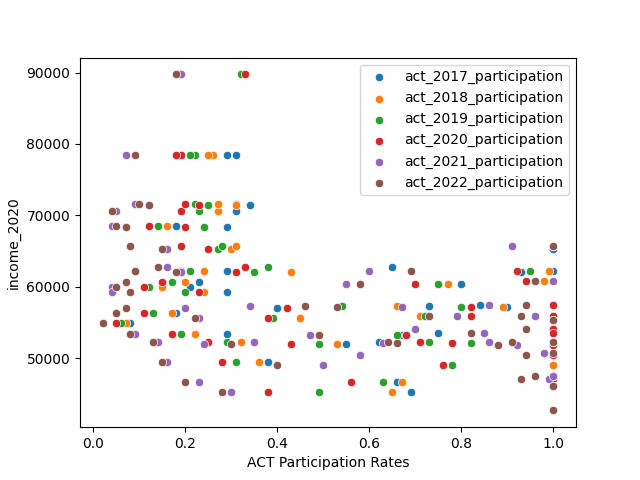 90000
80000
70000
60000
50000
income_2020
act_2017_participation
act_2018_participation
act_2019_participation
act_2020_participation
act_2021_participation
act_2022_participation
0.0 0.2 0.4 0.6 0.8 1.0
ACT Participation Rates